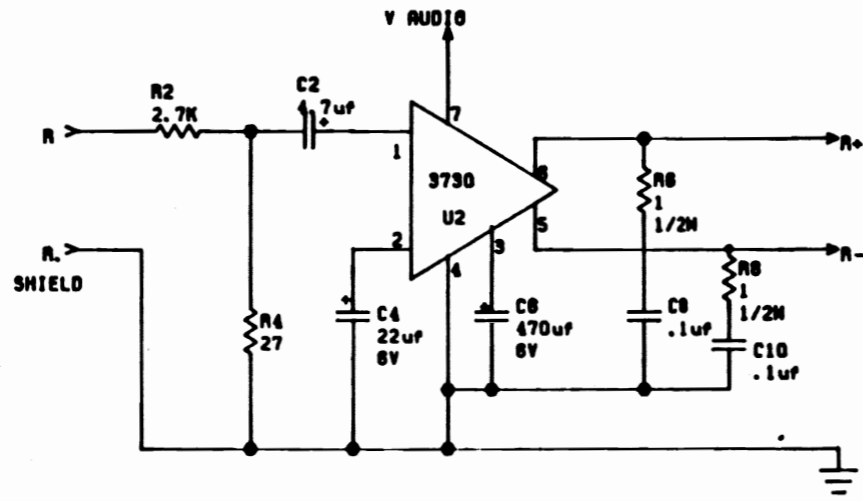 V AUDIO
R2
2.7K
C2
4.7uf
+
R
7
1
3730
U2
6
R+
R6
1
1/2W
2
3
4
5
R.
SHIELD
R-
R8
1
1/2W
R4
27
+
C4
22uf
6V
+
C6
470uf
6V
C8
.1uf
C10
.1uf